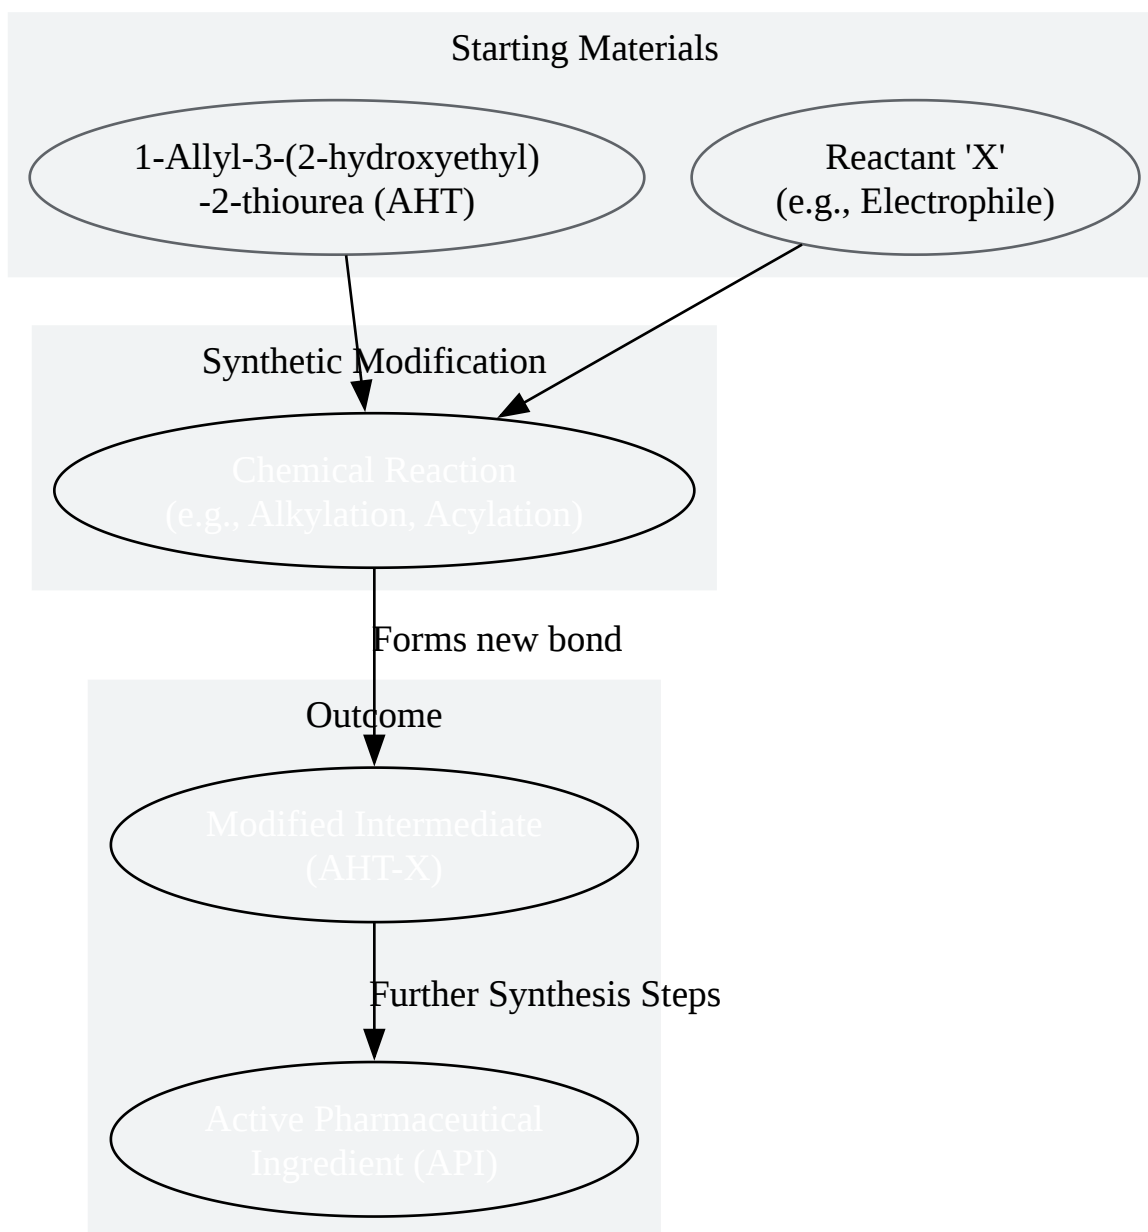 Starting Materials
1-Allyl-3-(2-hydroxyethyl)
-2-thiourea (AHT)
Reactant 'X'
(e.g., Electrophile)
Synthetic Modification
Chemical Reaction
(e.g., Alkylation, Acylation)
Forms new bond
Outcome
Modified Intermediate
(AHT-X)
Further Synthesis Steps
Active Pharmaceutical
Ingredient (API)